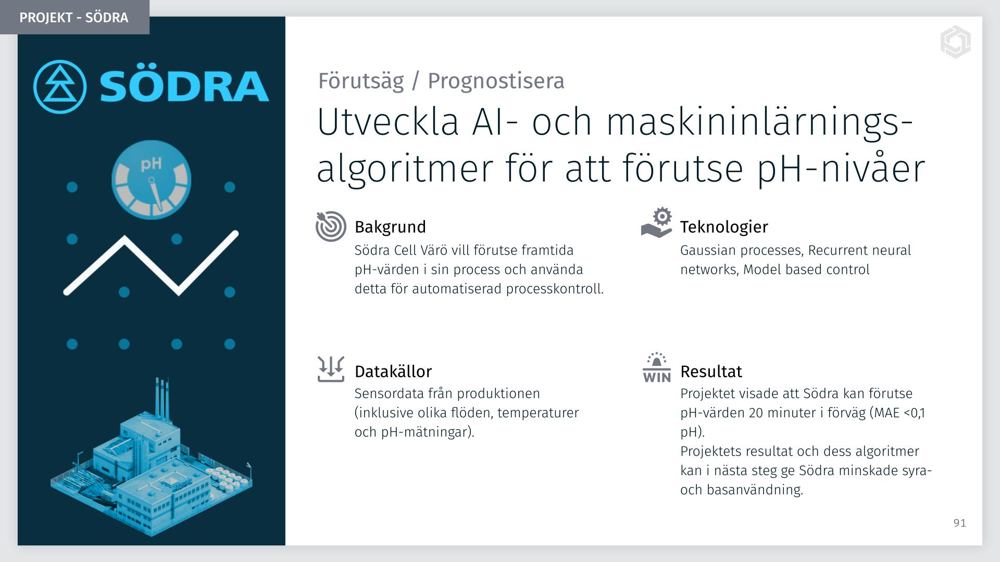 PROJEKT - SÖDRA
SÖDRA
pH
Förutsäg / Prognostisera
Utveckla AI- och maskininlärnings-
algoritmer för att förutse pH-nivåer
Bakgrund
Södra Cell Värö vill förutse framtida
pH-värden i sin process och använda
detta för automatiserad processkontroll.
Teknologier
Gaussian processes, Recurrent neural
networks, Model based control
Datakällor
Sensordata från produktionen
(inklusive olika flöden, temperaturer
och pH-mätningar).
WIN
Resultat
Projektet visade att Södra kan förutse
pH-värden 20 minuter i förväg (MAE <0,1
pH).
Projektets resultat och dess algoritmer
kan i nästa steg ge Södra minskade syra-
och basanvändning.
91